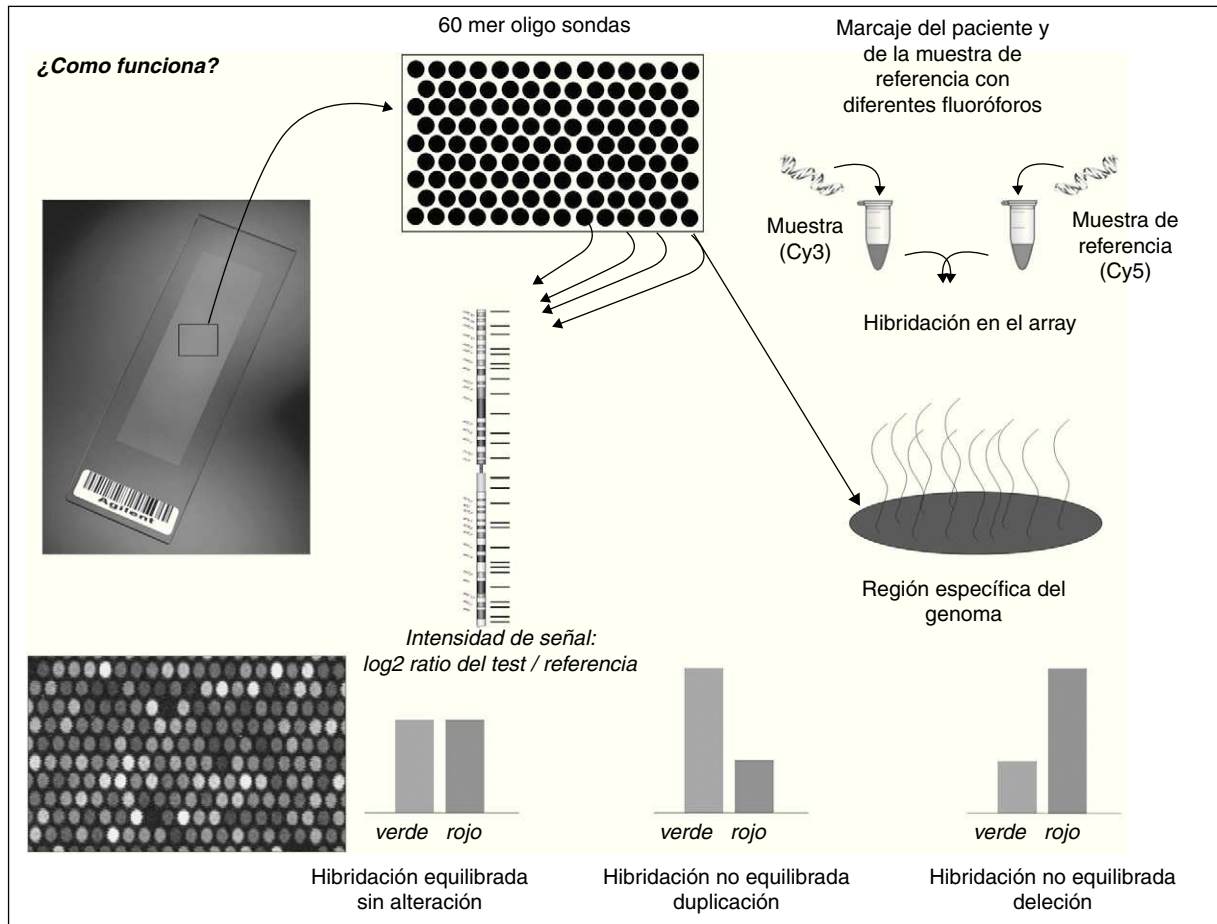 ¿Como funciona?
60 mer oligo sondas
Marcaje del paciente y
de la muestra de
referencia con
diferentes fluoróforos
Muestra
(Cy3)
Muestra de
referencia
(Cy5)
Hibridación en el array
Agilent
Región específica del
genoma
Intensidad de señal:
log2 ratio del test / referencia
verde rojo
verde rojo
verde rojo
Hibridación equilibrada
sin alteración
Hibridación no equilibrada
duplicación
Hibridación no equilibrada
deleción